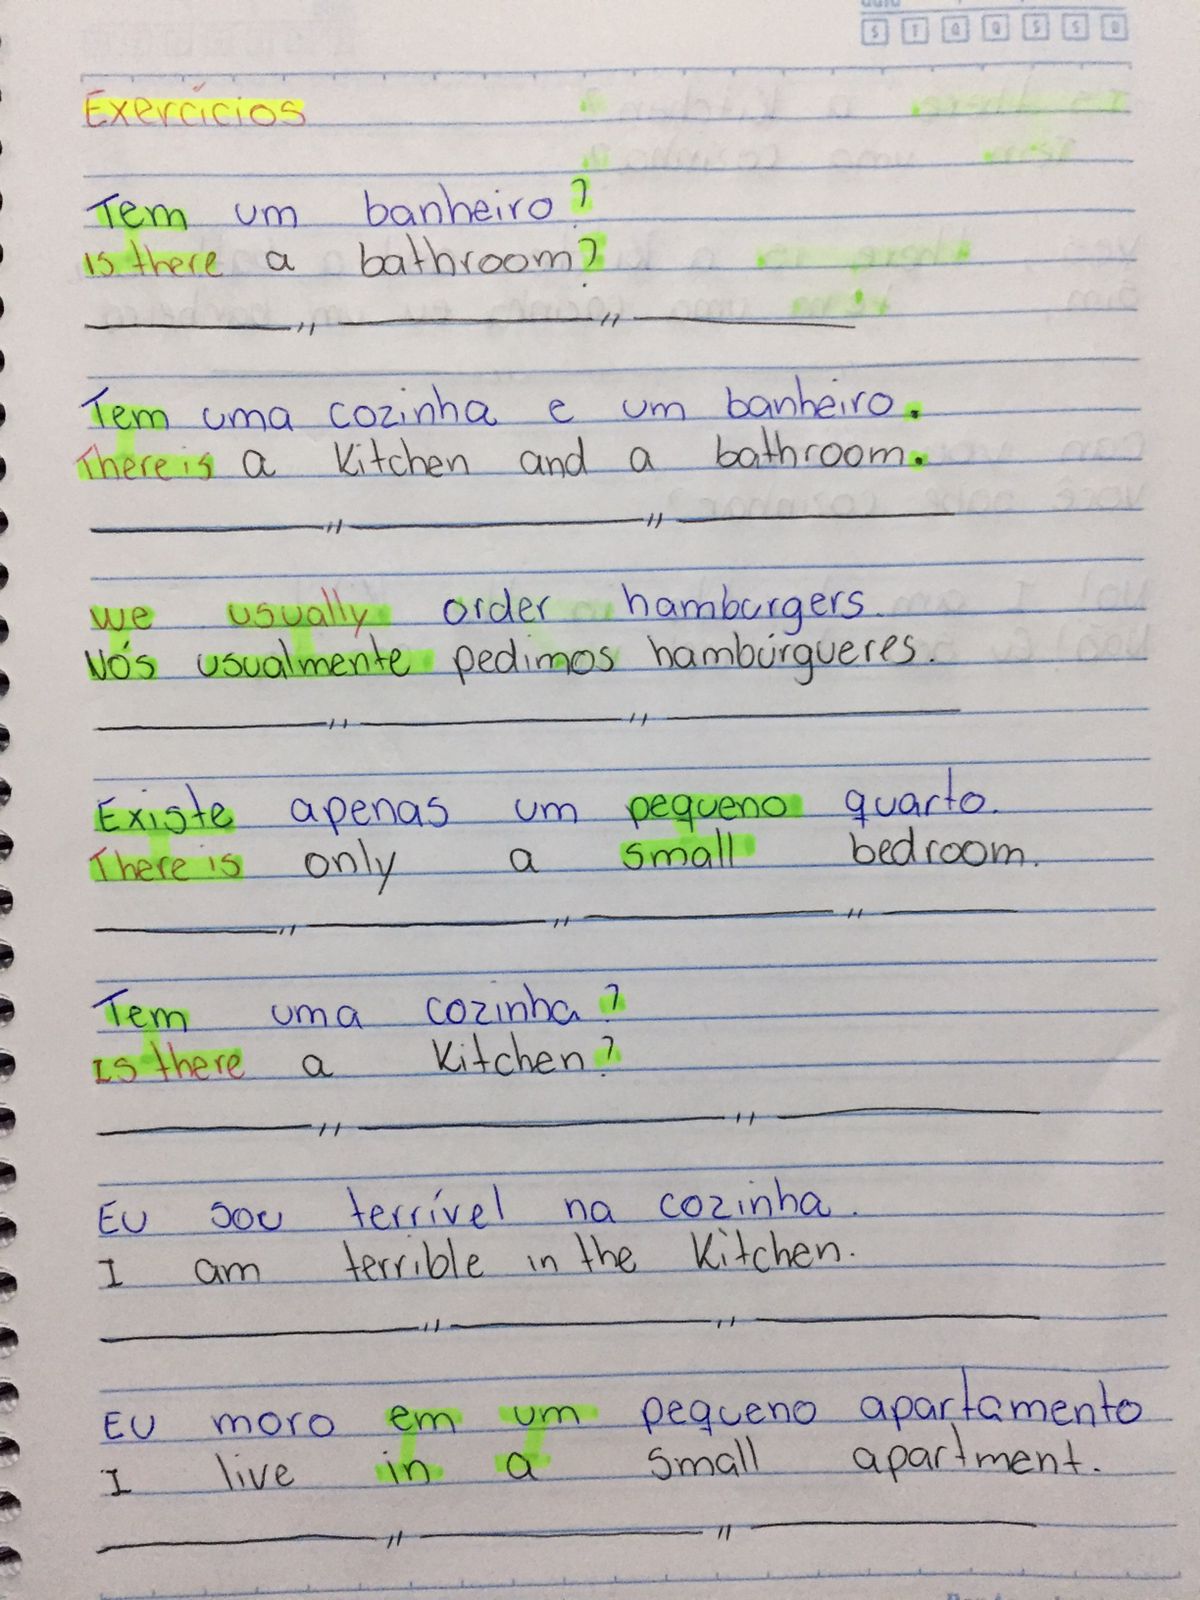 S T Q Q S S D
Exercícios
Tem um banheiro?
Is there a bathroom?
Tem uma cozinha e um banheiro.
There is a Kitchen and a bathroom.
We usually order hamburgers.
Nós usualmente pedimos hambúrgueres.
Existe apenas um pequeno quarto.
There is only a small bedroom.
Tem uma cozinha?
Is there a Kitchen?
Eu sou terrível na cozinha.
I am terrible in the Kitchen.
Eu moro em um pequeno apartamento
I live in a small apartment.